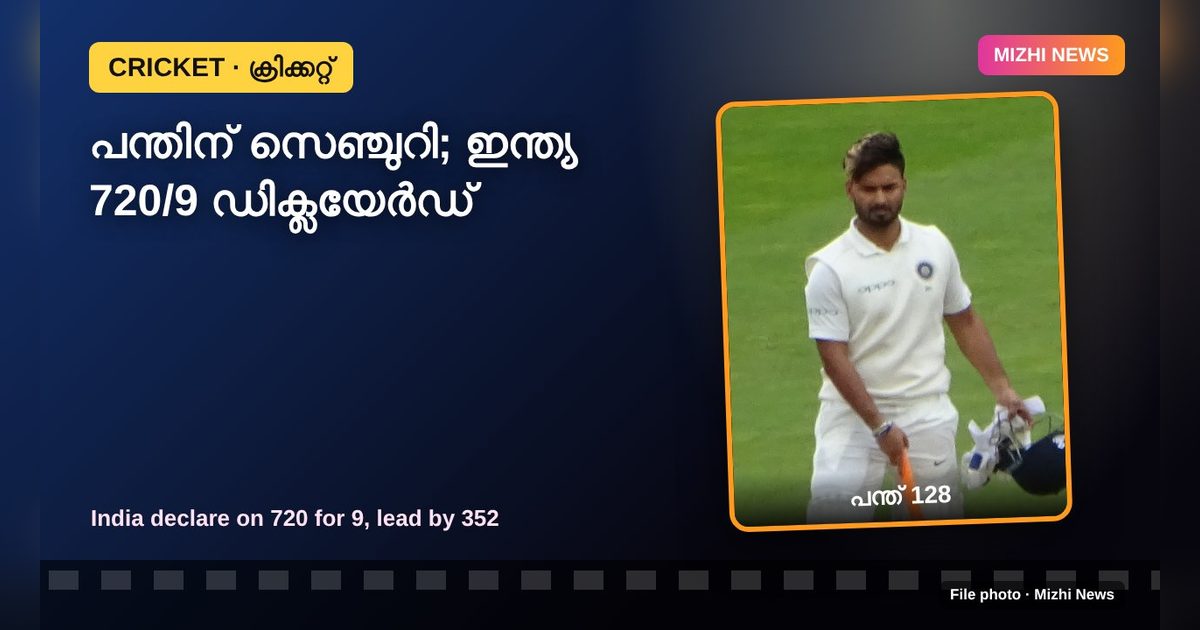 CRICKET · ക്രിക്കറ്റ്
MIZHI NEWS
പന്തിന് സെഞ്ചുറി; ഇന്ത്യ
720/9 ഡിക്ലയേർഡ്
oppo
പന്ത് 128
India declare on 720 for 9, lead by 352
File photo · Mizhi News